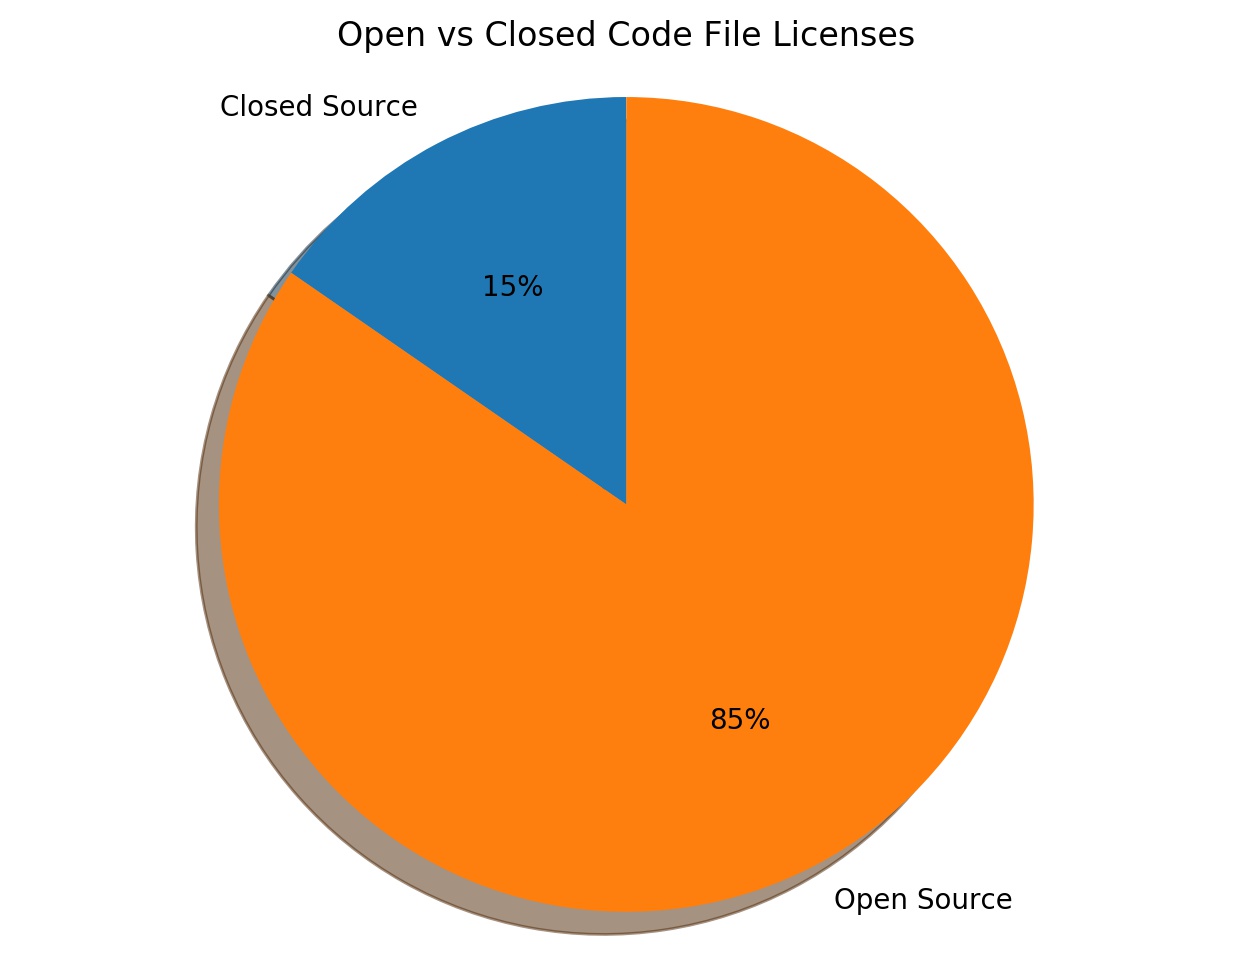 Open vs Closed Code File Licenses
Closed Source
15%
85%
Open Source